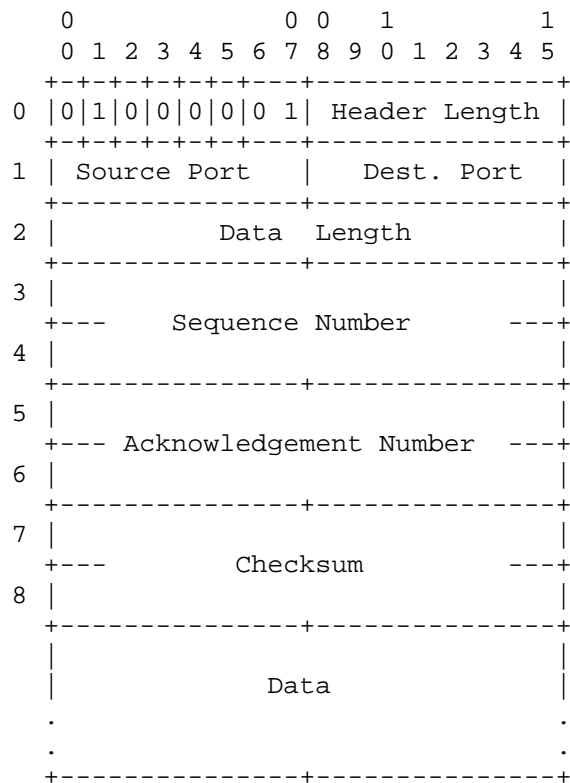 0             0 0   1         1
 0 1 2 3 4 5 6 7 8 9 0 1 2 3 4 5
+-+-+-+-+-+-+---+---------------+
0 |0|1|0|0|0|0|0 1| Header Length |
+-+-+-+-+-+-+---+---------------+
1 | Source Port   |   Dest. Port  |
+---------------+---------------+
2 |          Data  Length         |
+---------------+---------------+
3 |                               |
+---    Sequence Number      ---+
4 |                               |
+---------------+---------------+
5 |                               |
+--- Acknowledgement Number  ---+
6 |                               |
+---------------+---------------+
7 |                               |
+---        Checksum         ---+
8 |                               |
+---------------+---------------+
|                               |
|             Data              |
.                               .
.                               .
+---------------+---------------+